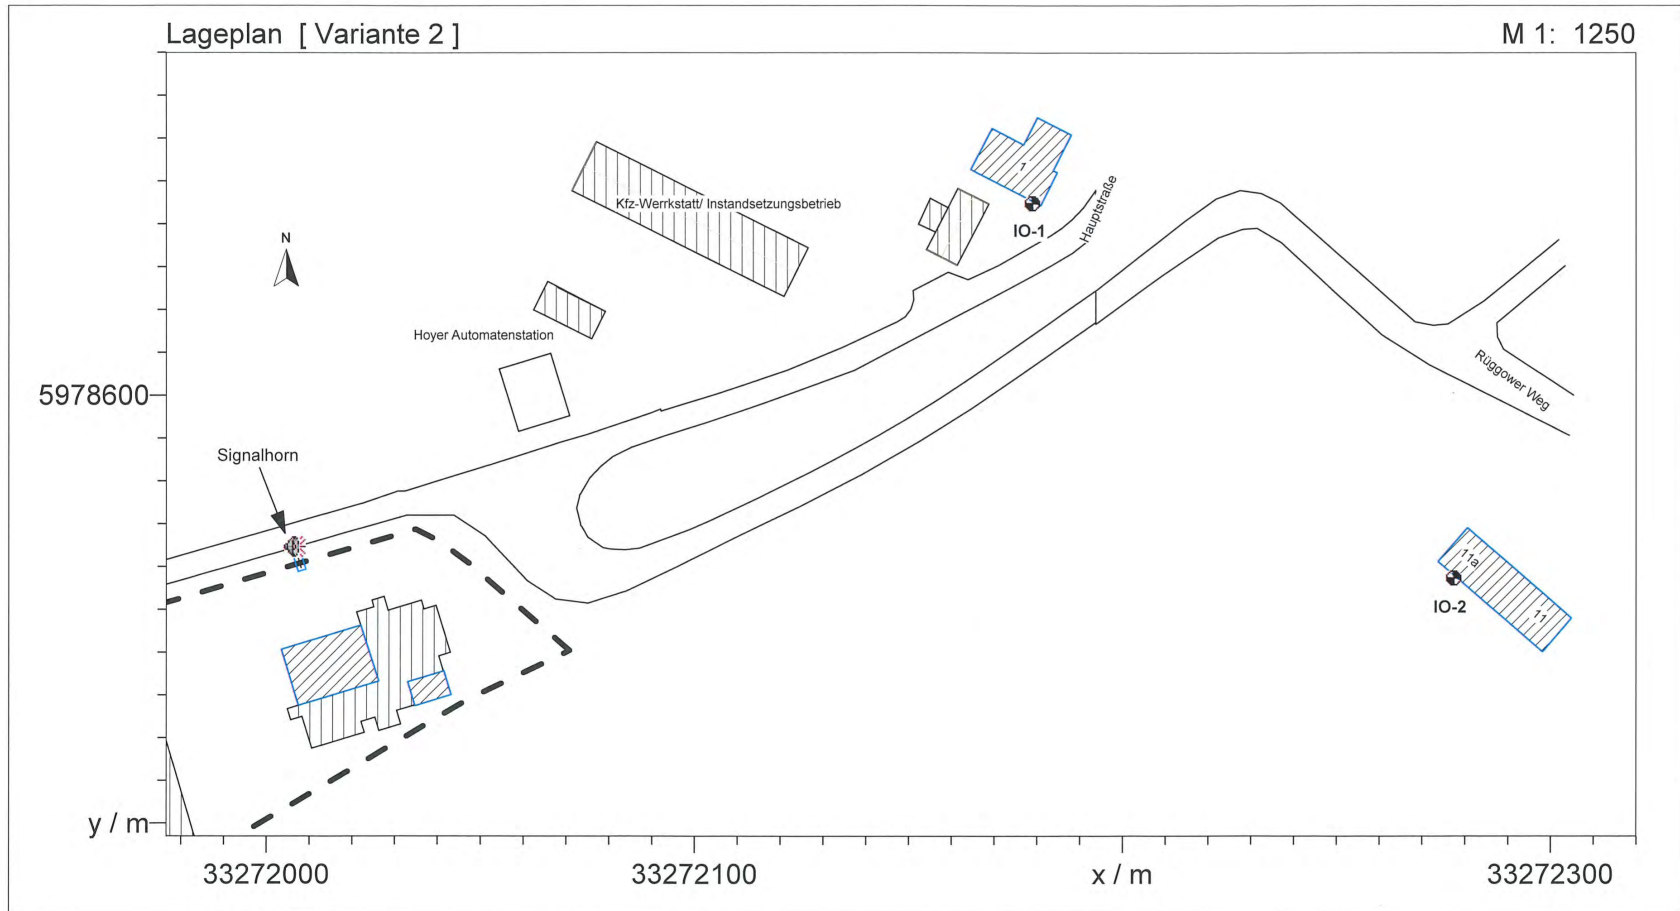 Lageplan [ Variante 2 ]
M 1: 1250
1
Kfz-Werrkstatt/ Instandsetzungsbetrieb
Hauptstraße
IO-1
N
Hoyer Automatenstation
Rüggower Weg
5978600
Signalhorn
11a
IO-2
11
y / m
33272000
33272100
x / m
33272300